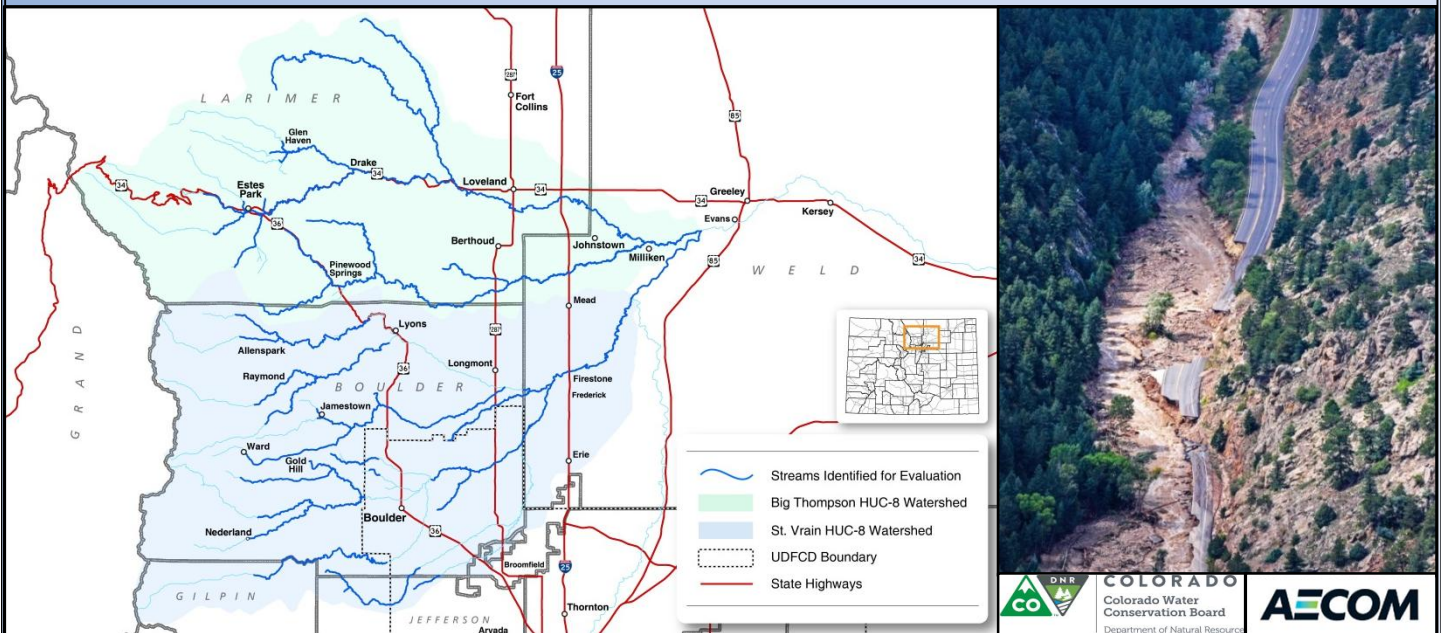 LARIMER
287
25
Fort
Collins
85
Glen
Haven
Drake
34
34
Loveland
34
Estes
Park
36
Greeley
34
Evans
Kersey
Berthoud
Johnstown
Milliken
85
34
WELD
Pinewood
Springs
Mead
GRAND
Lyons
287
Allenspark
36
Longmont
Raymond
BOULDER
Firestone
Frederick
Jamestown
Ward
Gold
Hill
Erie
Boulder
36
Nederland
Broomfield
25
GILPIN
Thornton
JEFFERSON
Arvada
Streams Identified for Evaluation
Big Thompson HUC-8 Watershed
St. Vrain HUC-8 Watershed
UDFCD Boundary
State Highways
CO
DNR
COLORADO
Colorado Water
Conservation Board
Department of Natural Resource
AECOM